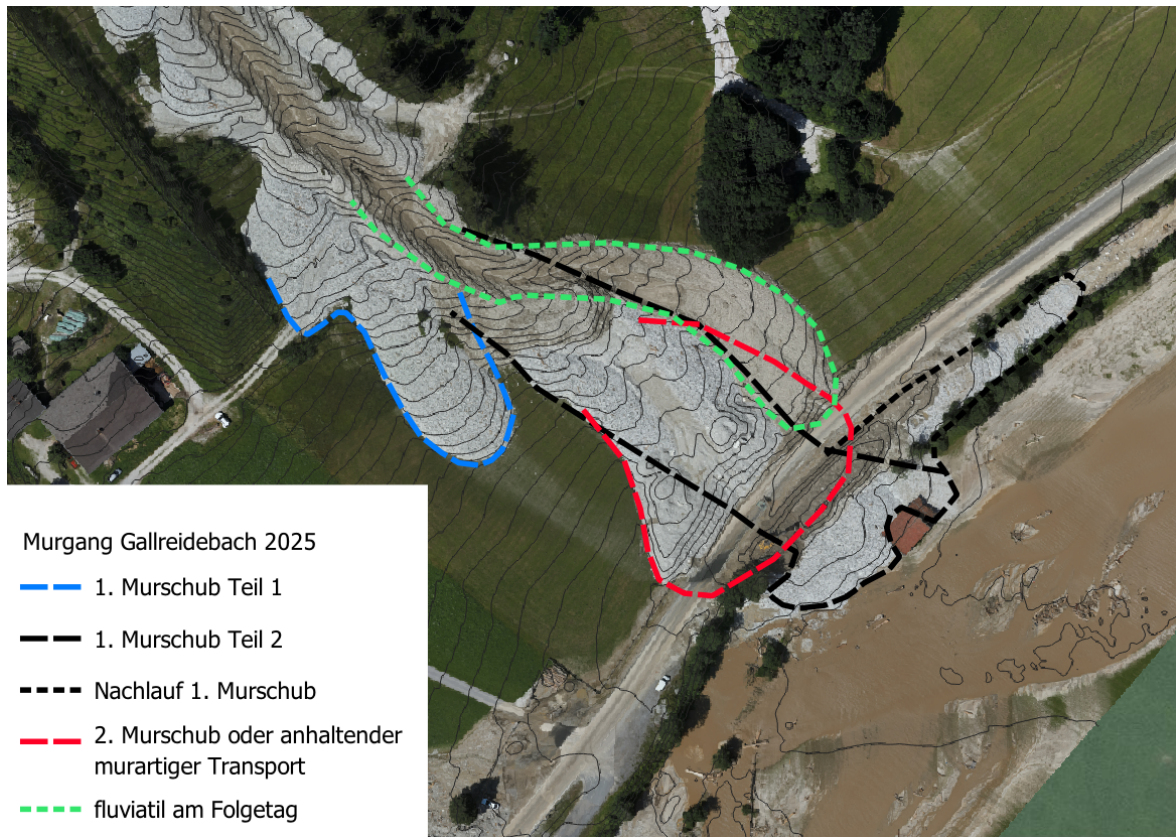 Murgang Gallreidebach 2025
1. Murschub Teil 1
1. Murschub Teil 2
Nachlauf 1. Murschub
2. Murschub oder anhaltender
murartiger Transport
fluviatil am Folgetag